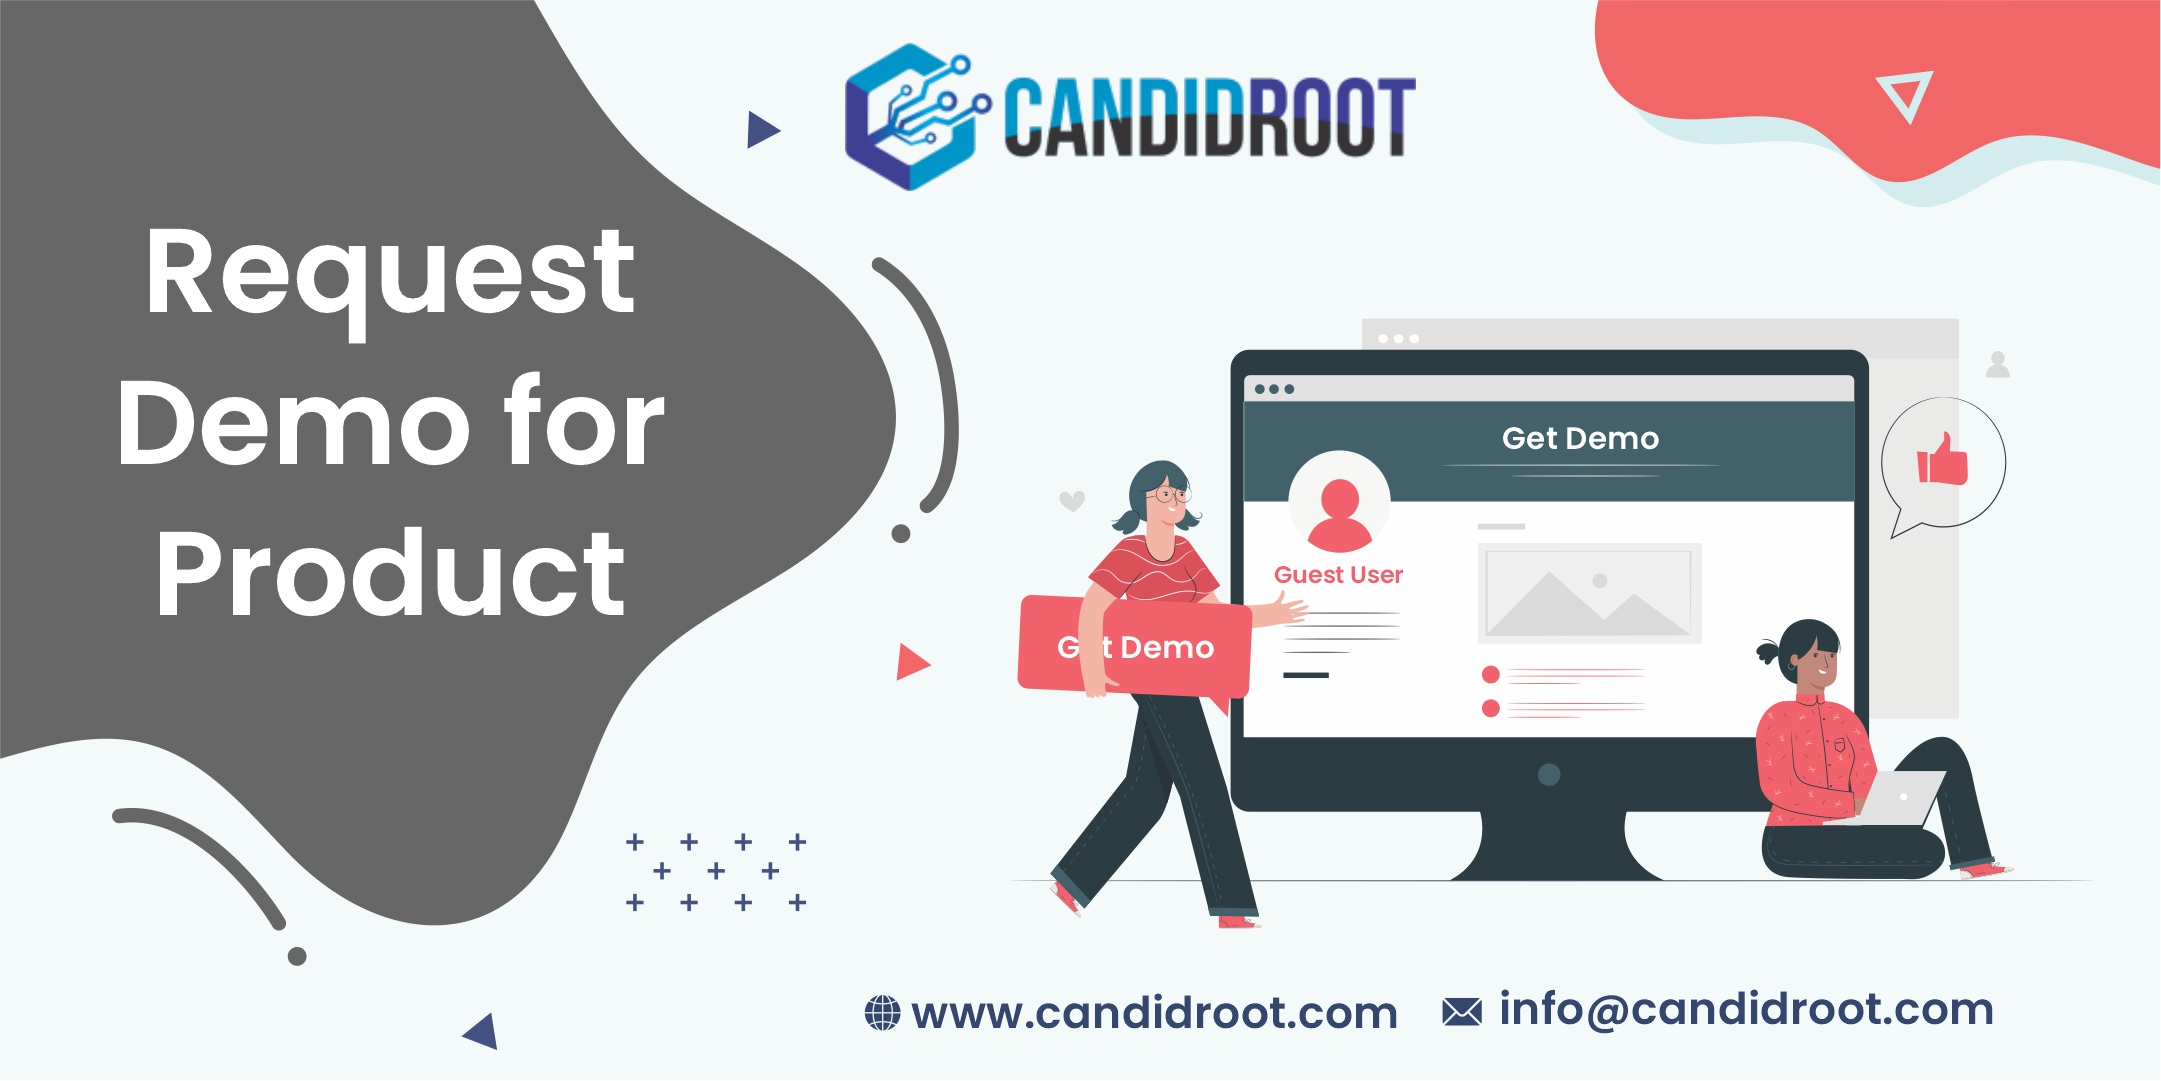 CANDIDROOT
Request
Demo for
Product
Get Demo
Guest User
Get Demo
www.candidroot.com
info@candidroot.com